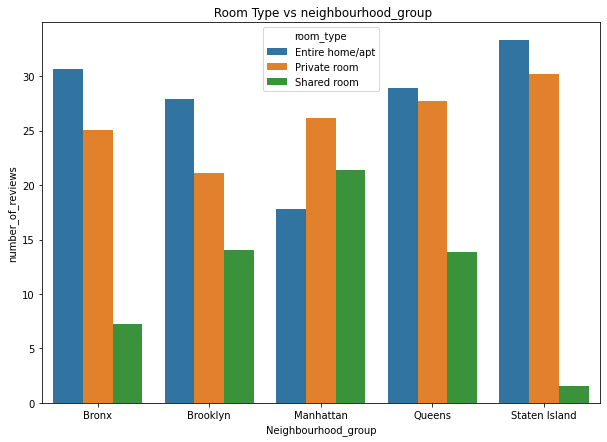 Room Type vs neighbourhood_group
room_type
Entire home/apt
Private room
Shared room
number_of_reviews
30
25
20
15
10
5
0
Bronx Brooklyn Manhattan Queens Staten Island
Neighbourhood_group